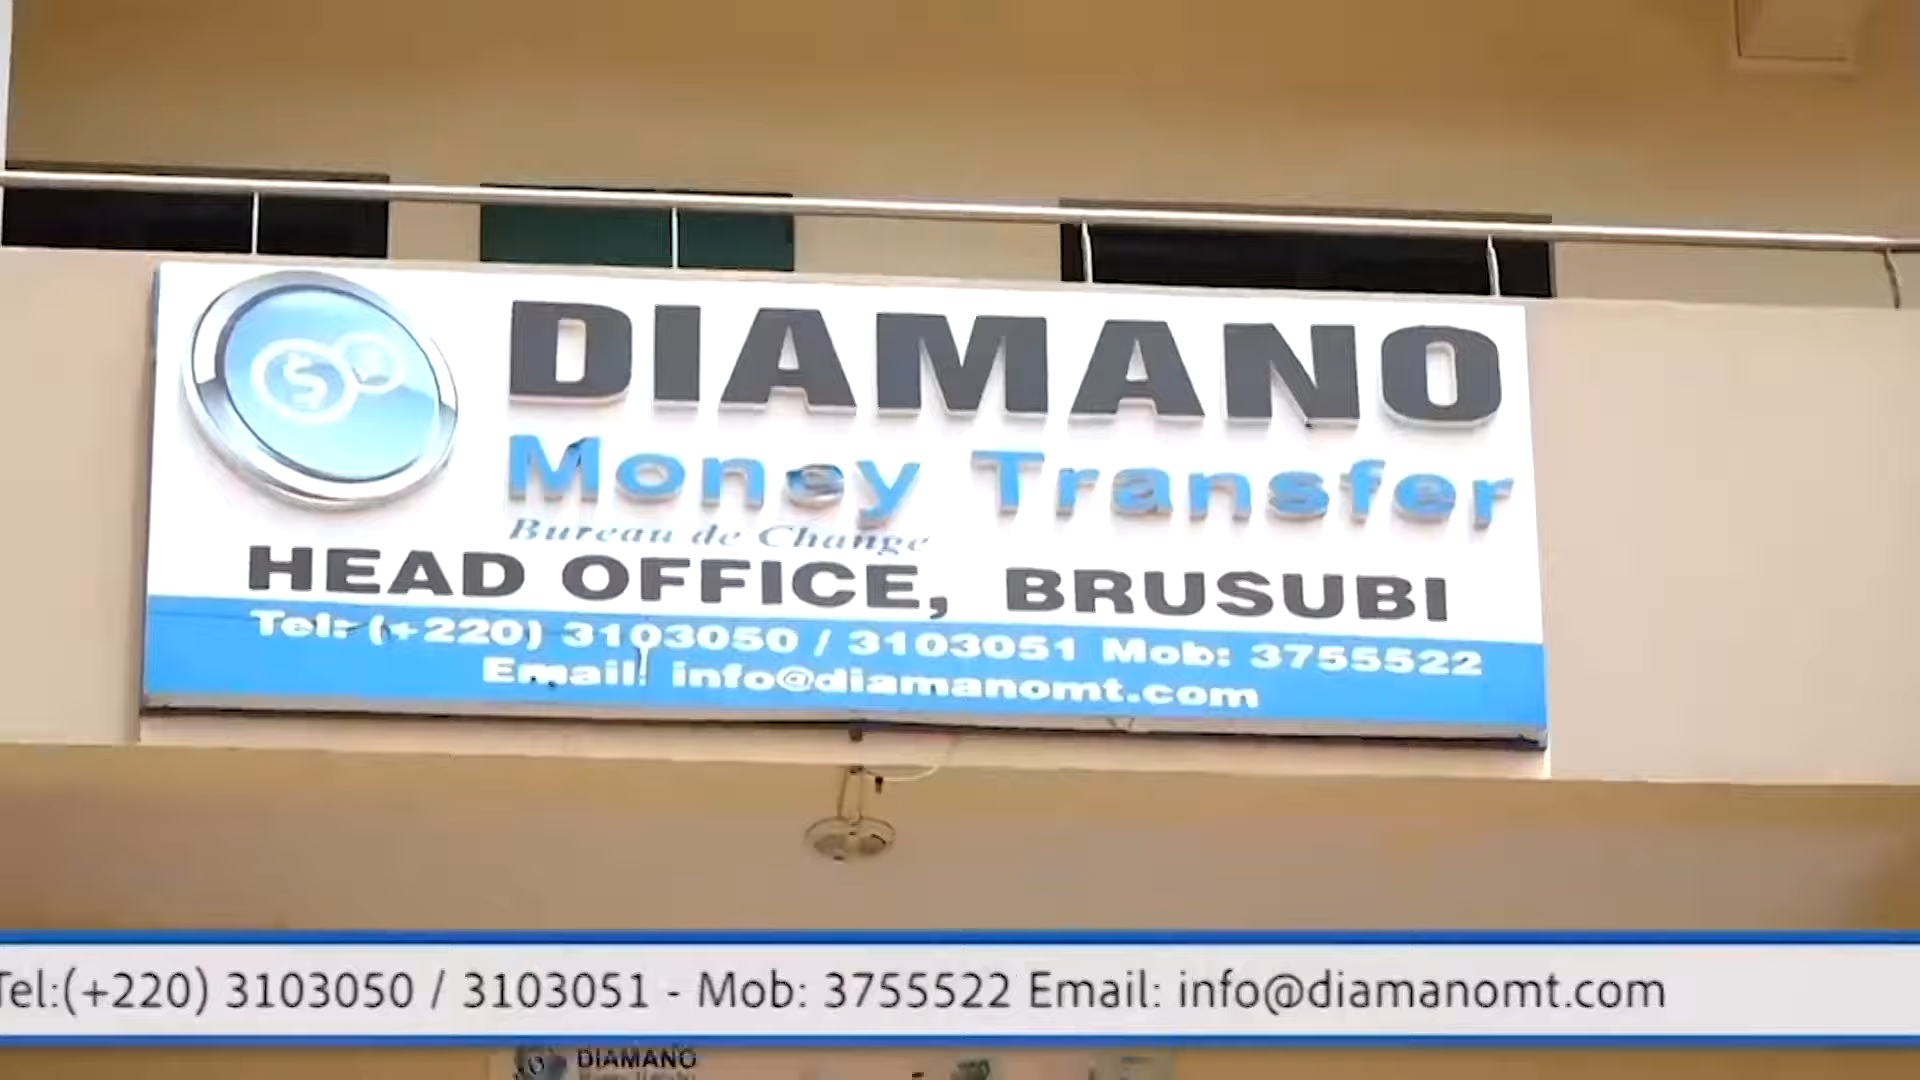 DIAMANO
Money Transfer
Bureau de Change
HEAD OFFICE, BRUSUBI
Tel: (+220) 3103050 / 3103051 Mob: 3755522
Email: info@diamanomt.com
Tel:(+220) 3103050 / 3103051 - Mob: 3755522 Email: info@diamanomt.com
DIAMANO